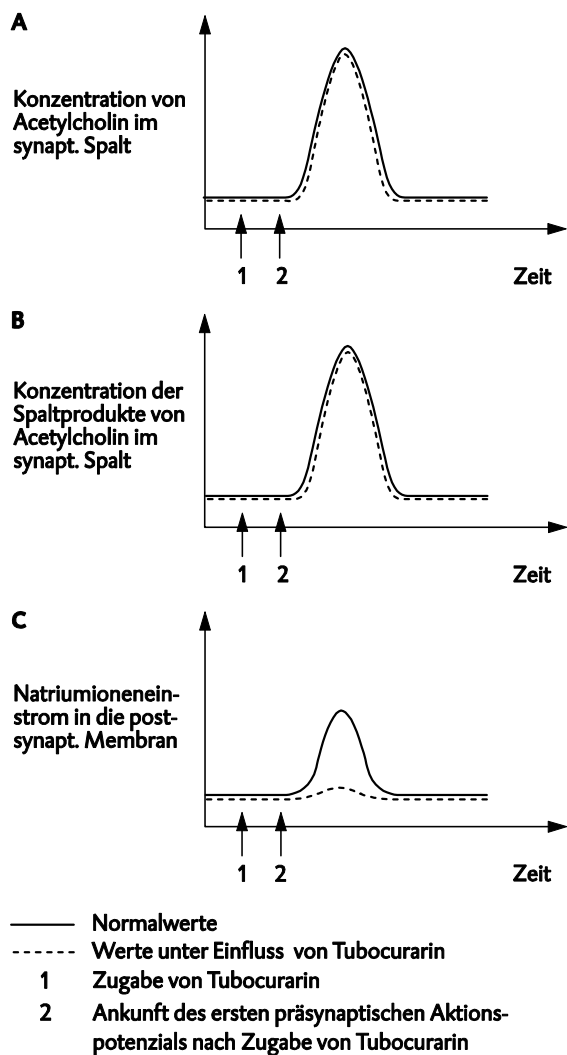 A
Konzentration von
Acetylcholin im
synapt. Spalt
1 2 Zeit
B
Konzentration der
Spaltprodukte von
Acetylcholin im
synapt. Spalt
1 2 Zeit
C
Natriumionenein-
strom in die post-
synapt. Membran
1 2 Zeit
Normalwerte
Werte unter Einfluss von Tubocurarin
1 Zugabe von Tubocurarin
2 Ankunft des ersten präsynaptischen Aktions-
potenzials nach Zugabe von Tubocurarin